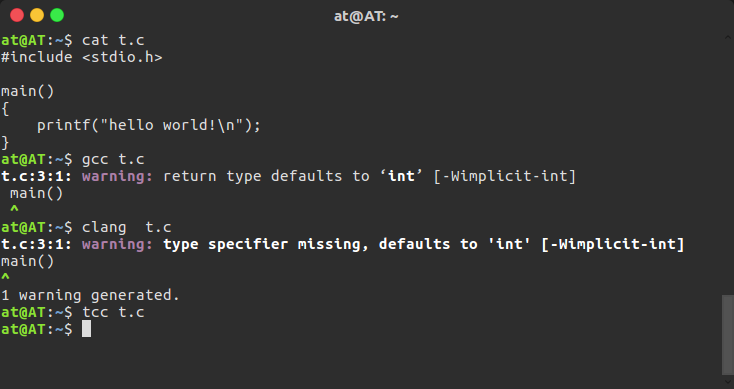 at@AT: ~
at@AT:~$ cat t.c
#include <stdio.h>
main()
{
    printf("hello world!\n");
}
at@AT:~$ gcc t.c
t.c:3:1: warning: return type defaults to ‘int’ [-Wimplicit-int]
 main()
 ^
at@AT:~$ clang  t.c
t.c:3:1: warning: type specifier missing, defaults to 'int' [-Wimplicit-int]
main()
^
1 warning generated.
at@AT:~$ tcc t.c
at@AT:~$